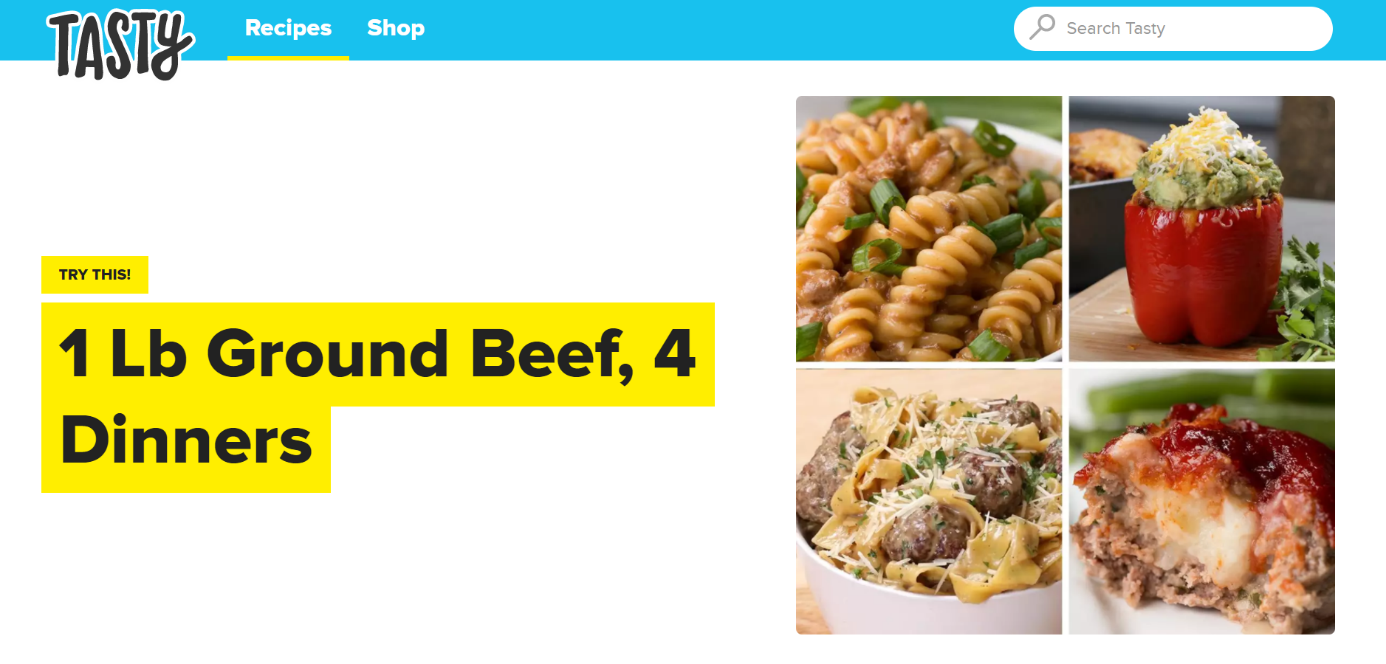 TASTY
Recipes
Shop
Search Tasty
TRY THIS!
1 Lb Ground Beef, 4
Dinners